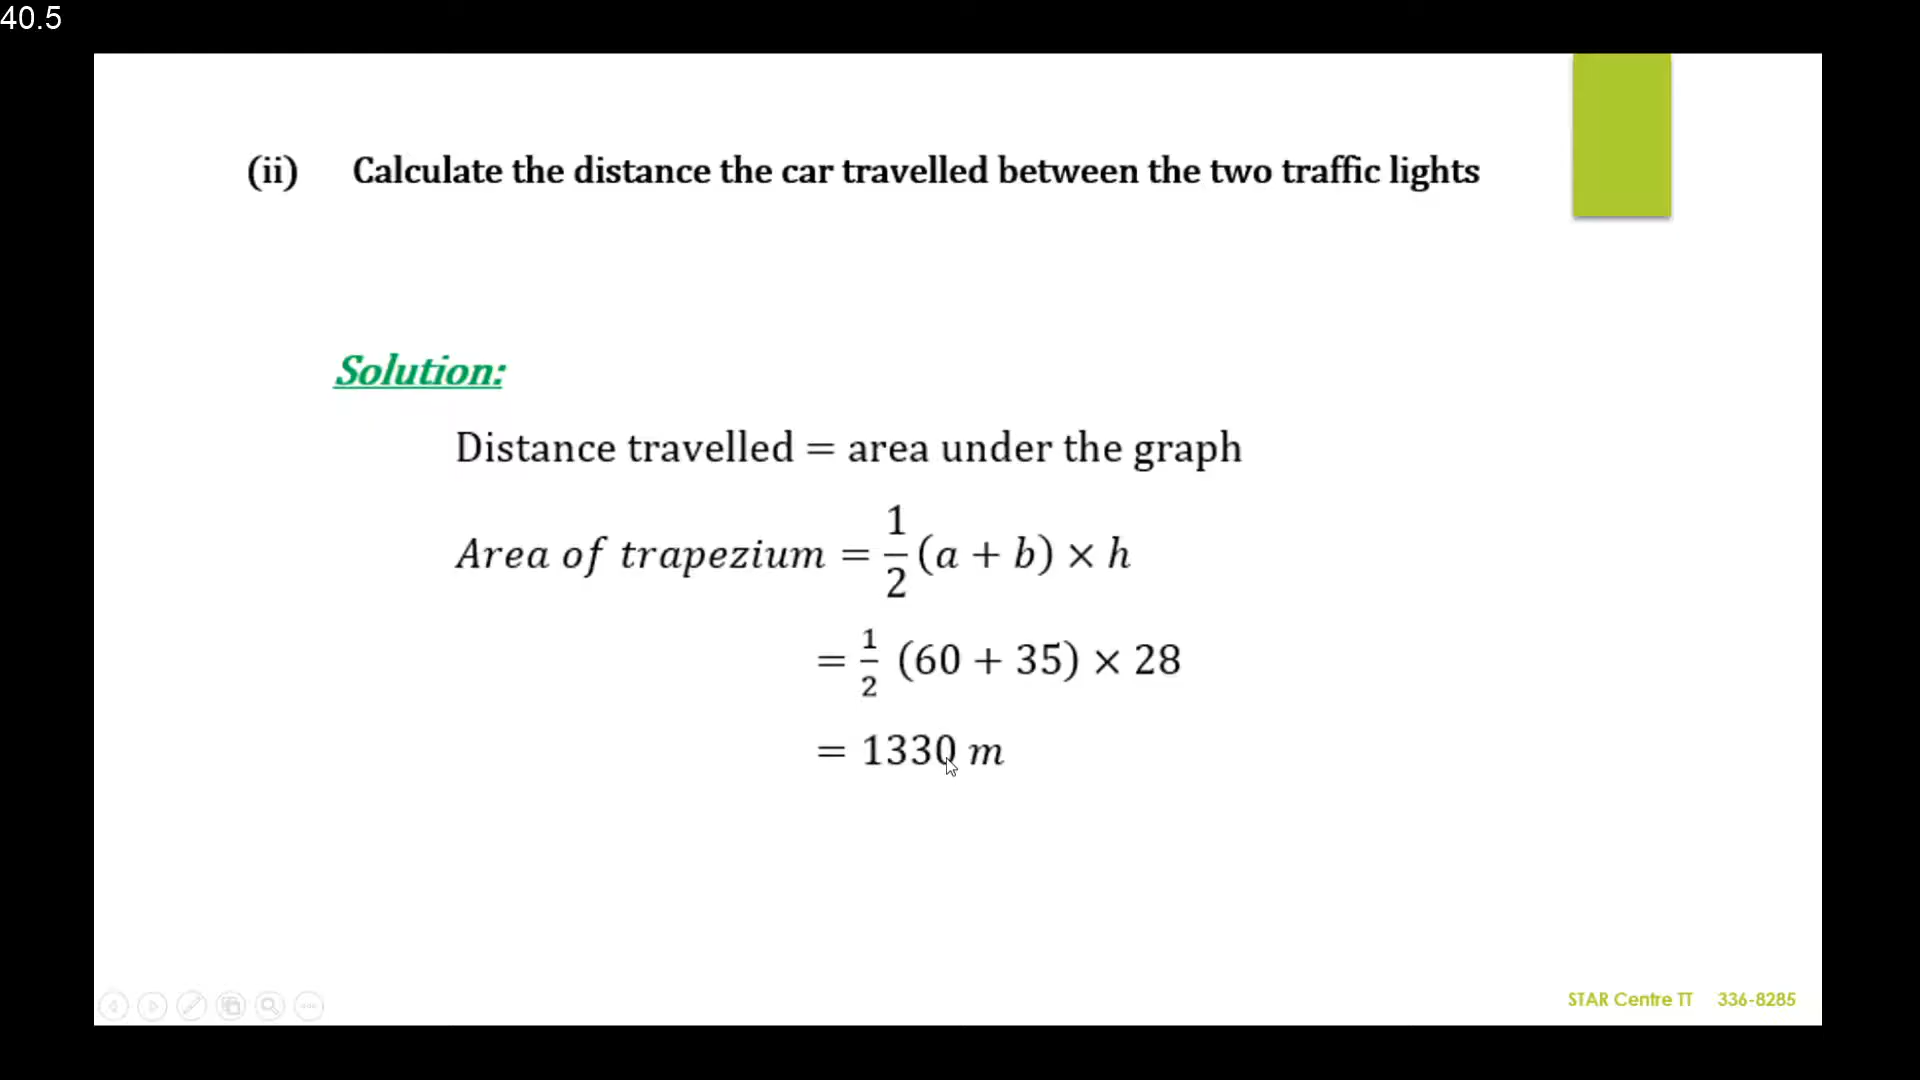 40.5
(ii) Calculate the distance the car travelled between the two traffic lights
Solution:
Distance travelled = area under the graph
Area of trapezium = 1/2 (a + b) × h
= 1/2 (60 + 35) × 28
= 1330 m
STAR Centre TT 336-8285